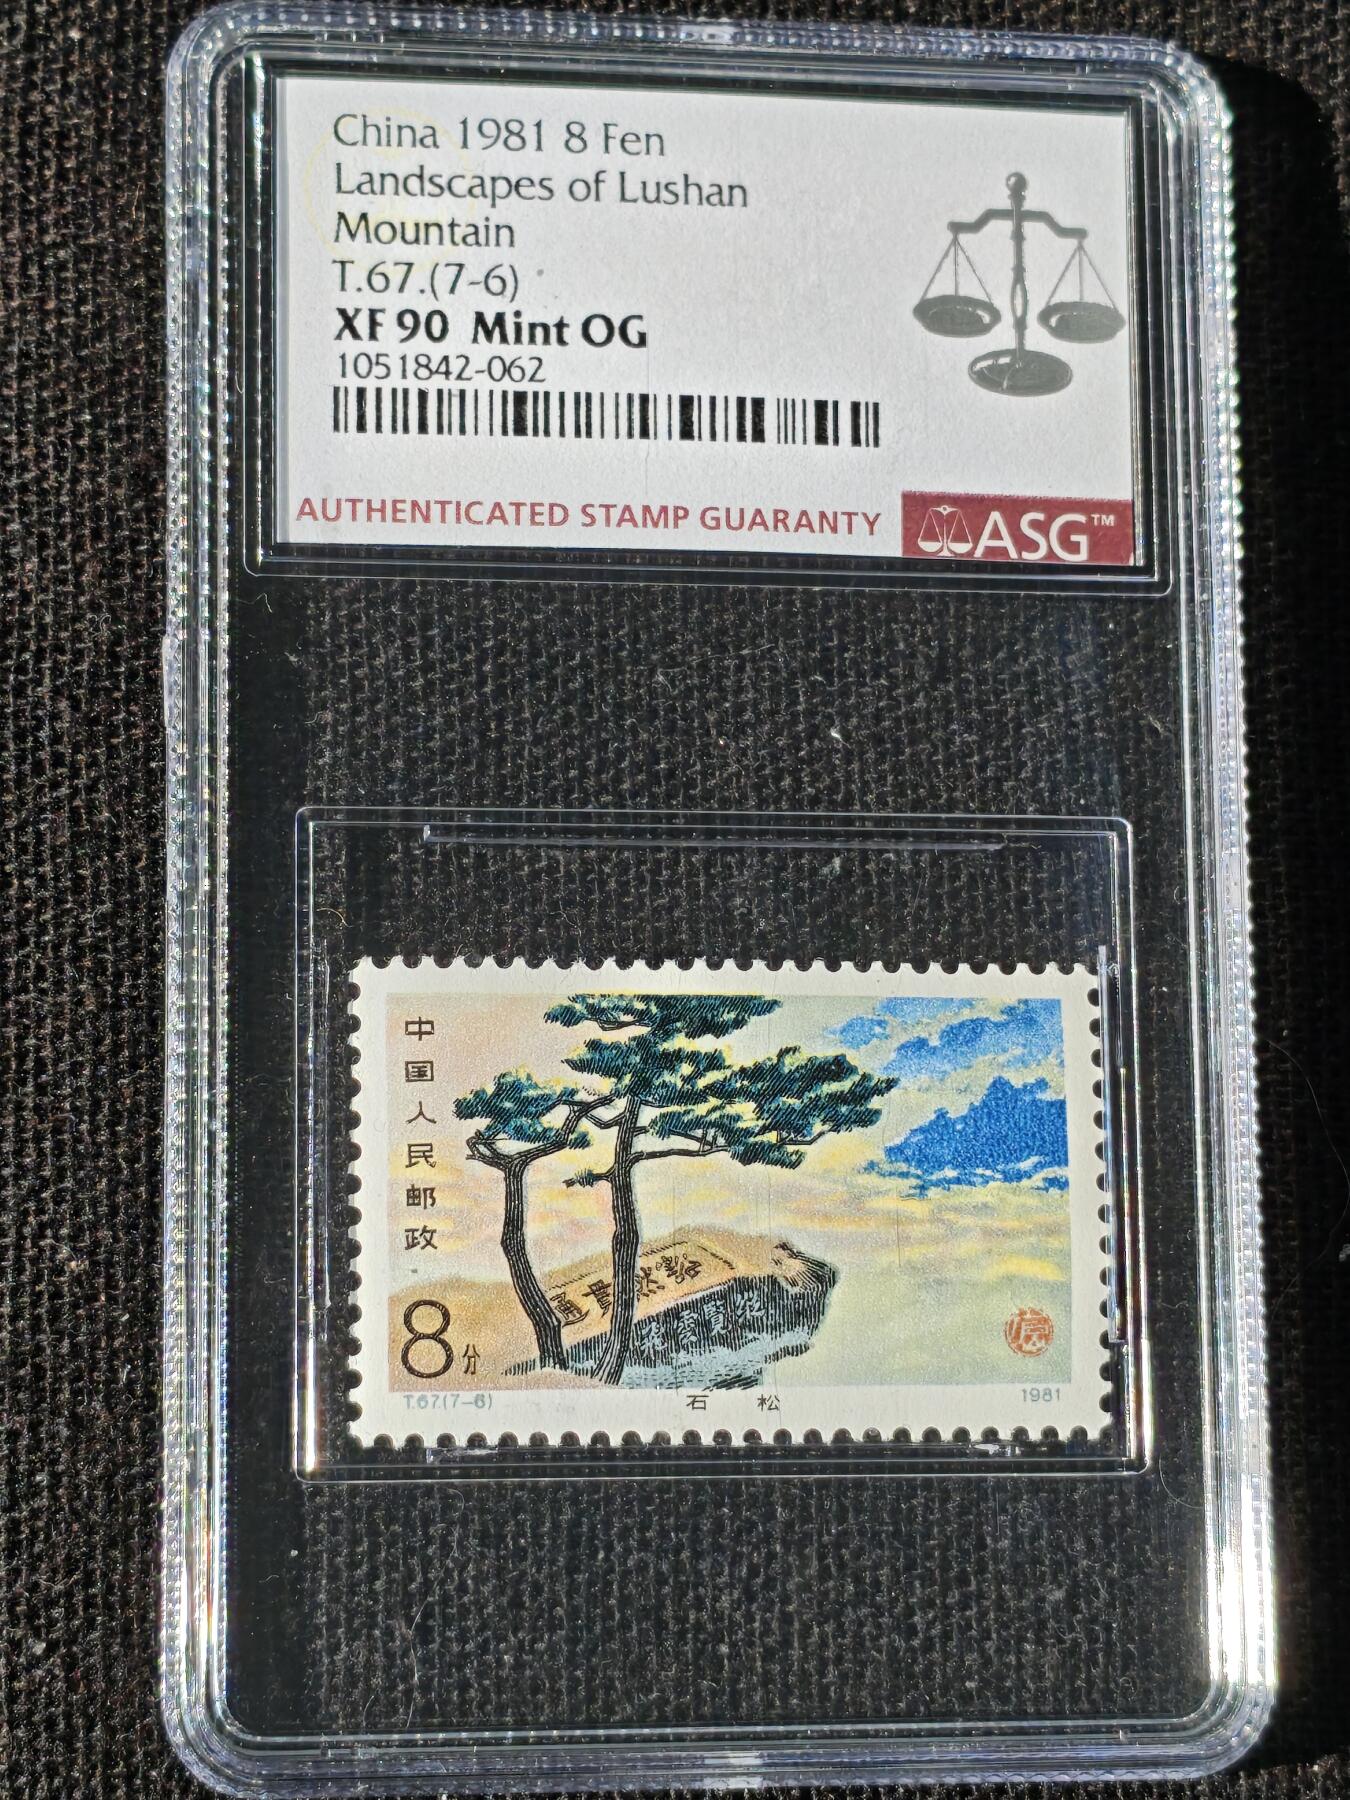 China 1981 8 Fen
Landscapes of Lushan
Mountain
T.67.(7-6)
XF 90 Mint OG
1051842-062
AUTHENTICATED STAMP GUARANTY
ASG™
中国人民邮政
8分
T.67.(7-6)
石松
1981